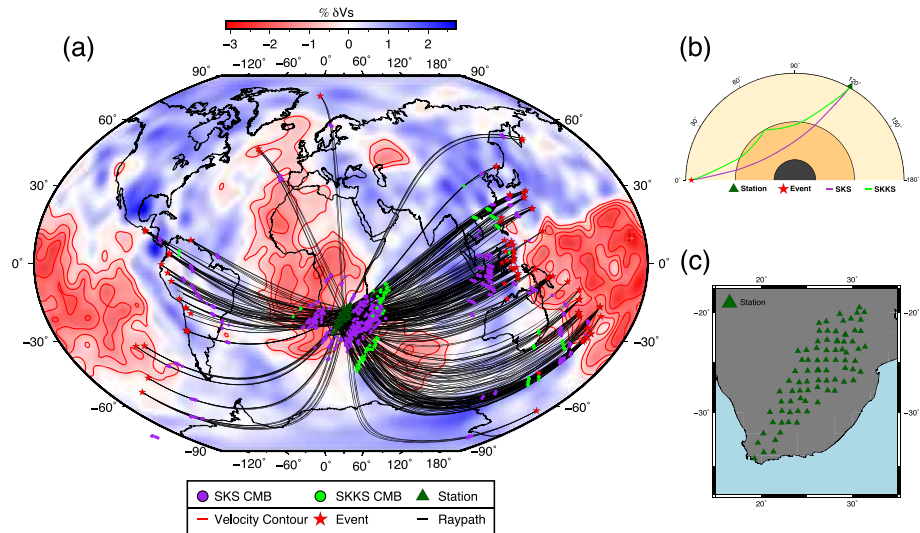 % δVs
−3 −2 −1 0 1 2
(a)
0˚ 60˚ 120˚ 180˚ 120˚ 60˚ 0˚
90˚ 90˚
60˚ 60˚
30˚ 30˚
0˚ 0˚
−30˚ −30˚
−60˚ −60˚
−90˚ −90˚
0˚ 60˚ 120˚ 180˚ 120˚ 60˚ 0˚
SKS CMB SKKS CMB Station
Velocity Contour Event Raypath
(b)
0˚ 30˚ 60˚ 90˚ 120˚ 150˚ 180˚
Station Event SKS SKKS
(c)
20˚ 30˚
Station
−20˚ −20˚
−30˚ −30˚
20˚ 30˚